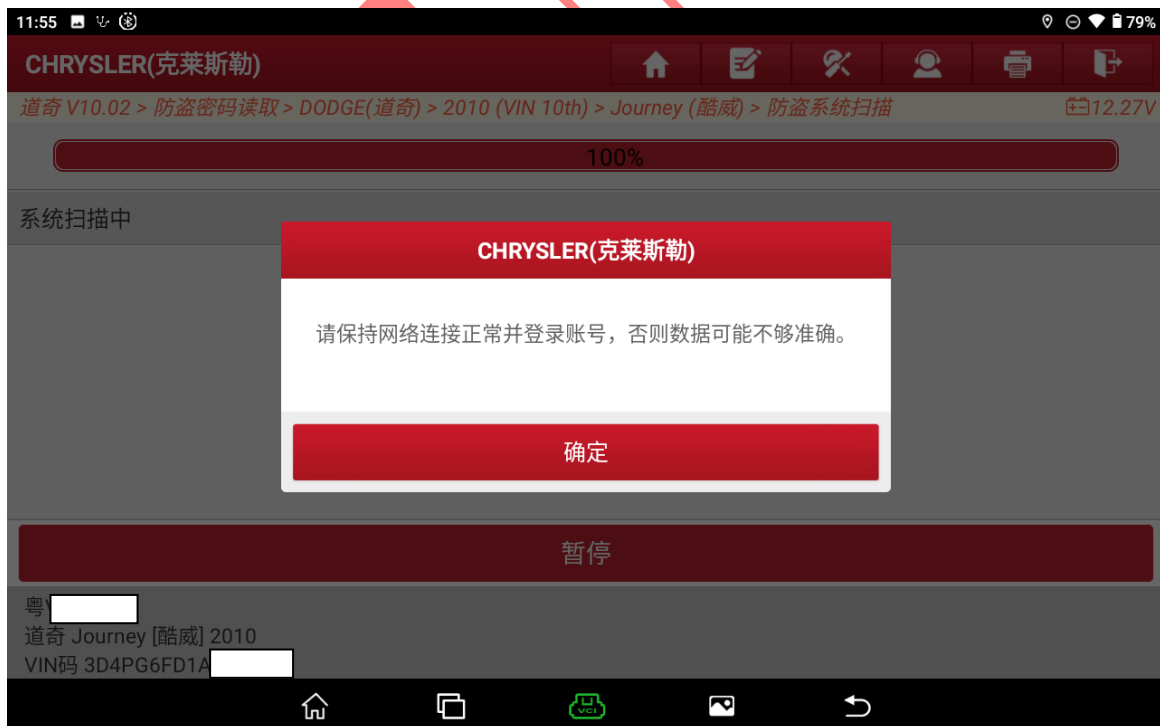 11:55
79%
CHRYSLER(克莱斯勒)
道奇 V10.02 > 防盗密码读取 > DODGE(道奇) > 2010 (VIN 10th) > Journey (酷威) > 防盗系统扫描
12.27V
100%
系统扫描中
CHRYSLER(克莱斯勒)
请保持网络连接正常并登录账号，否则数据可能不够准确。
确定
暂停
粤
道奇 Journey [酷威] 2010
VIN码 3D4PG6FD1A
VCI